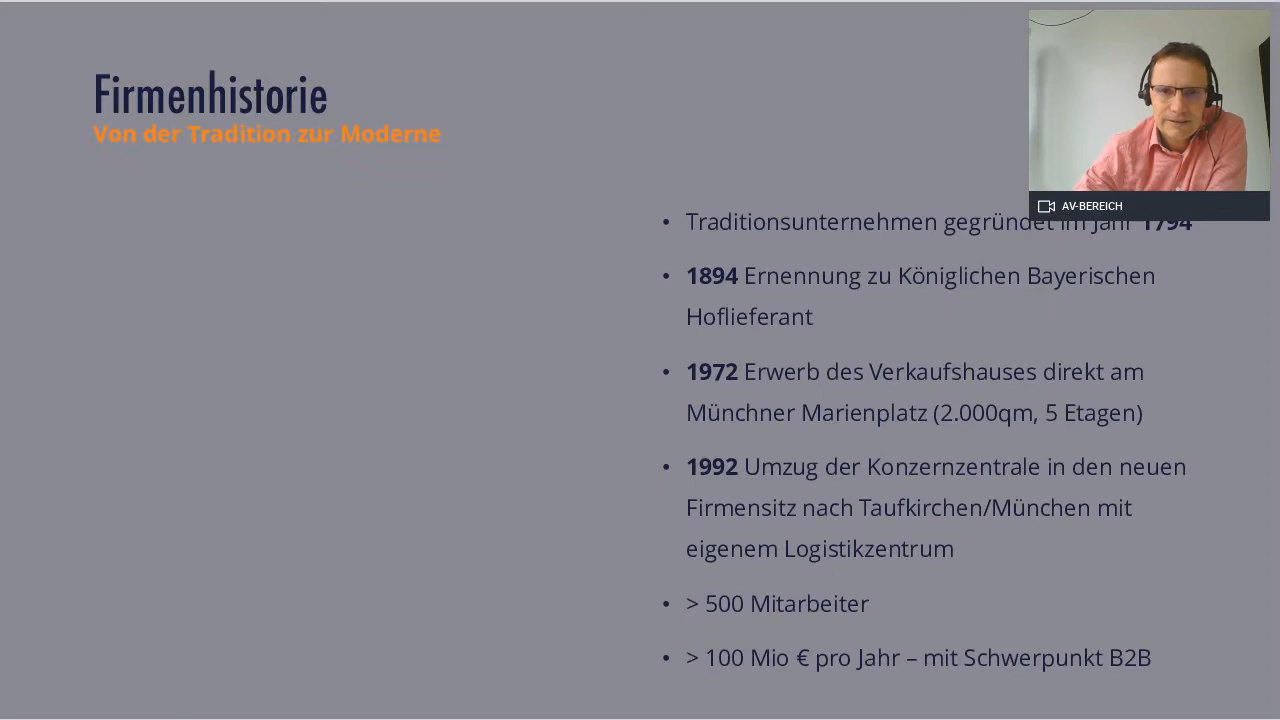 Firmenhistorie
Von der Tradition zur Moderne
AV-BEREICH
• Traditionsunternehmen gegründet im Jahr 1794
• 1894 Ernennung zu Königlichen Bayerischen
Hoflieferant
• 1972 Erwerb des Verkaufshauses direkt am
Münchner Marienplatz (2.000qm, 5 Etagen)
• 1992 Umzug der Konzernzentrale in den neuen
Firmensitz nach Taufkirchen/München mit
eigenem Logistikzentrum
• > 500 Mitarbeiter
• > 100 Mio € pro Jahr – mit Schwerpunkt B2B